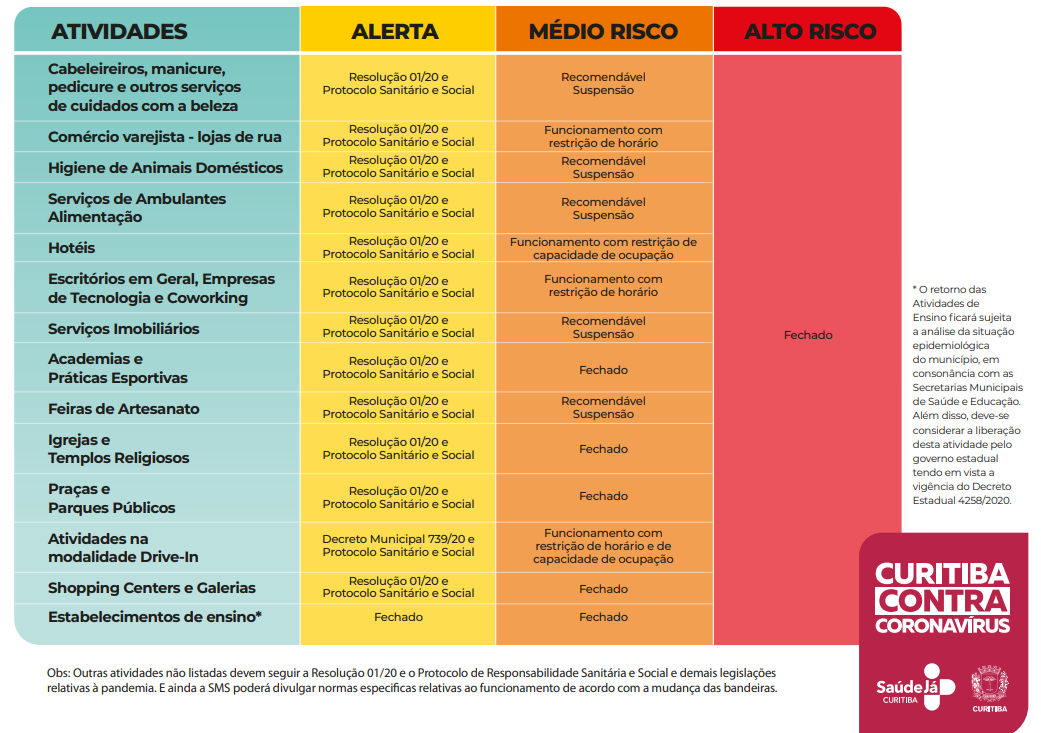 ATIVIDADES ALERTA MÉDIO RISCO ALTO RISCO
Cabeleireiros, manicure,
pedicure e outros serviços
de cuidados com a beleza
Resolução 01/20 e
Protocolo Sanitário e Social
Recomendável
Suspensão
Comércio varejista - lojas de rua
Resolução 01/20 e
Protocolo Sanitário e Social
Funcionamento com
restrição de horário
Higiene de Animais Domésticos
Resolução 01/20 e
Protocolo Sanitário e Social
Recomendável
Suspensão
Serviços de Ambulantes
Alimentação
Resolução 01/20 e
Protocolo Sanitário e Social
Recomendável
Suspensão
Hotéis
Resolução 01/20 e
Protocolo Sanitário e Social
Funcionamento com restrição de
capacidade de ocupação
Escritórios em Geral, Empresas
de Tecnologia e Coworking
Resolução 01/20 e
Protocolo Sanitário e Social
Funcionamento com
restrição de horário
Serviços Imobiliários
Resolução 01/20 e
Protocolo Sanitário e Social
Recomendável
Suspensão
Academias e
Práticas Esportivas
Resolução 01/20 e
Protocolo Sanitário e Social
Fechado
Feiras de Artesanato
Resolução 01/20 e
Protocolo Sanitário e Social
Recomendável
Suspensão
Igrejas e
Templos Religiosos
Resolução 01/20 e
Protocolo Sanitário e Social
Fechado
Praças e
Parques Públicos
Resolução 01/20 e
Protocolo Sanitário e Social
Fechado
Atividades na
modalidade Drive-In
Decreto Municipal 739/20 e
Protocolo Sanitário e Social
Funcionamento com
restrição de horário e de
capacidade de ocupação
Shopping Centers e Galerias
Resolução 01/20 e
Protocolo Sanitário e Social
Fechado
Estabelecimentos de ensino*
Fechado
Fechado
Fechado
* O retorno das
Atividades de
Ensino ficará sujeita
a análise da situação
epidemiológica
do município, em
consonância com as
Secretarias Municipais
de Saúde e Educação.
Além disso, deve-se
considerar a liberação
desta atividade pelo
governo estadual
tendo em vista a
vigência do Decreto
Estadual 4258/2020.
Obs: Outras atividades não listadas devem seguir a Resolução 01/20 e o Protocolo de Responsabilidade Sanitária e Social e demais legislações
relativas à pandemia. E ainda a SMS poderá divulgar normas especificas relativas ao funcionamento de acordo com a mudança das bandeiras.
CURITIBA
CONTRA
CORONAVÍRUS
Saúde Já
CURITIBA
CURITIBA